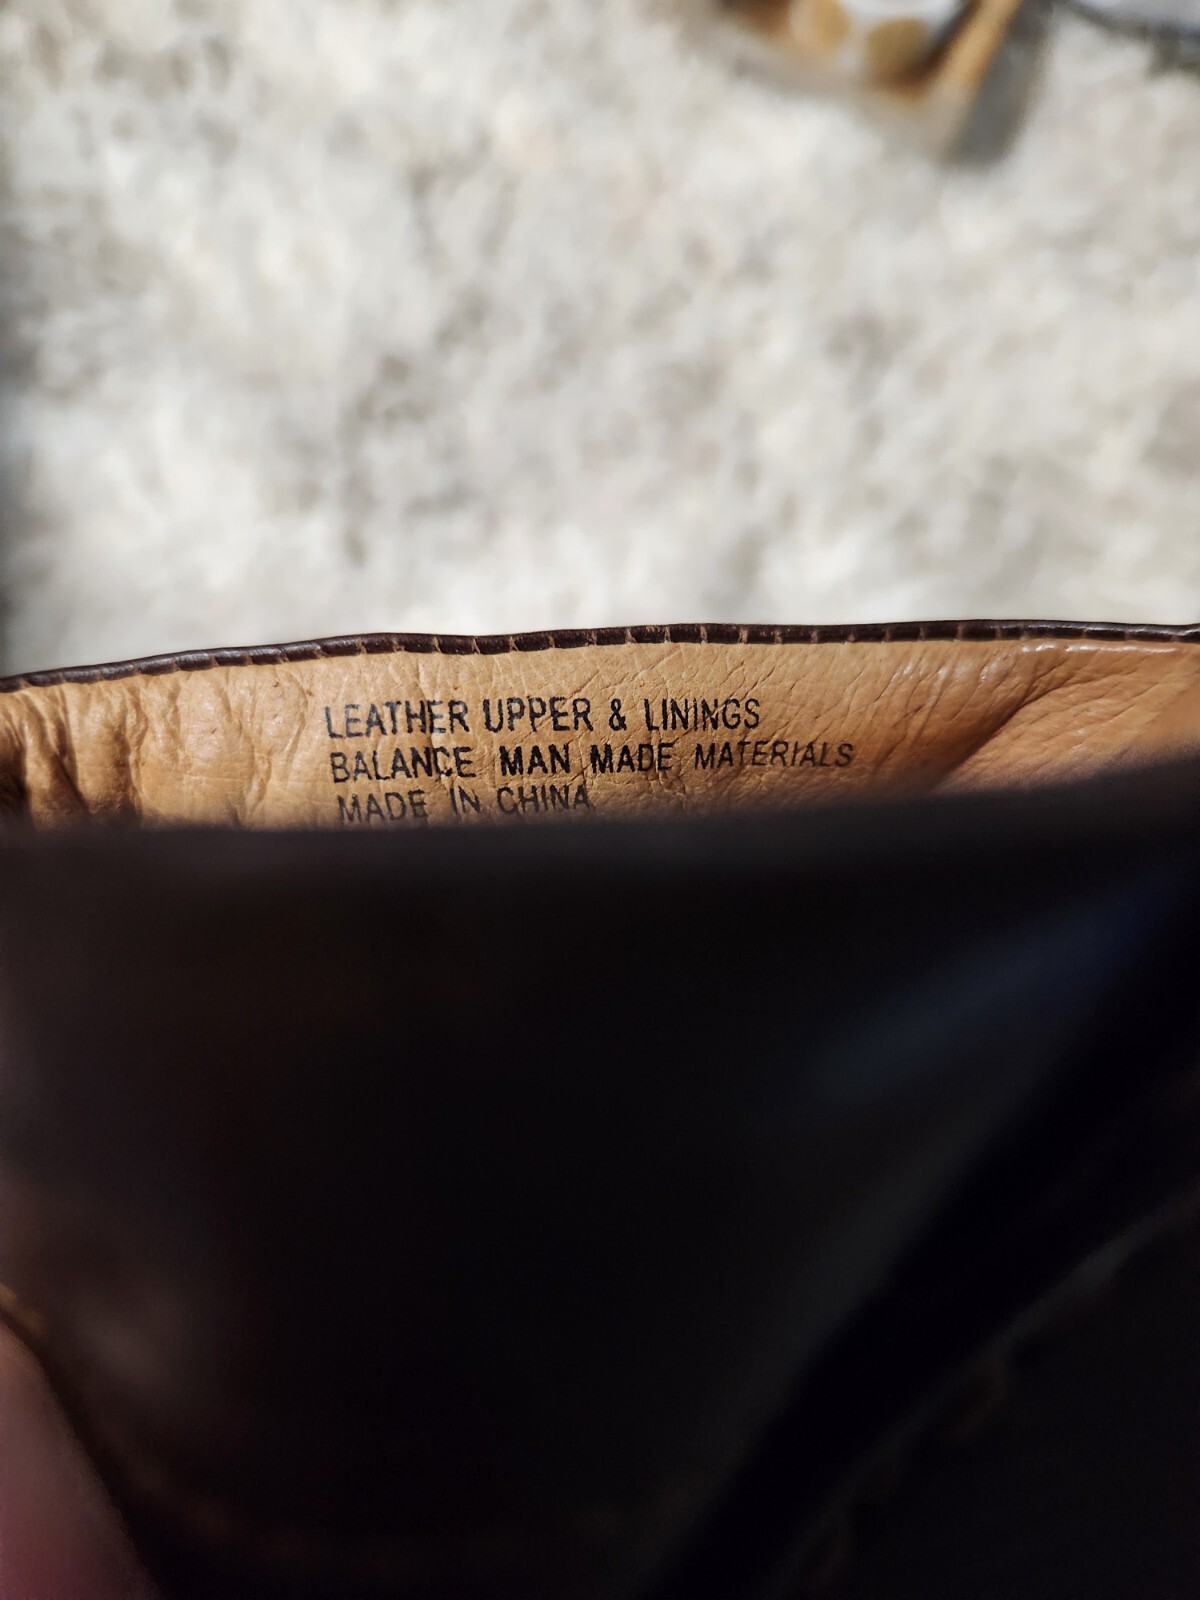 LEATHER UPPER & LININGS
BALANCE MAN MADE MATERIALS
MADE IN CHINA